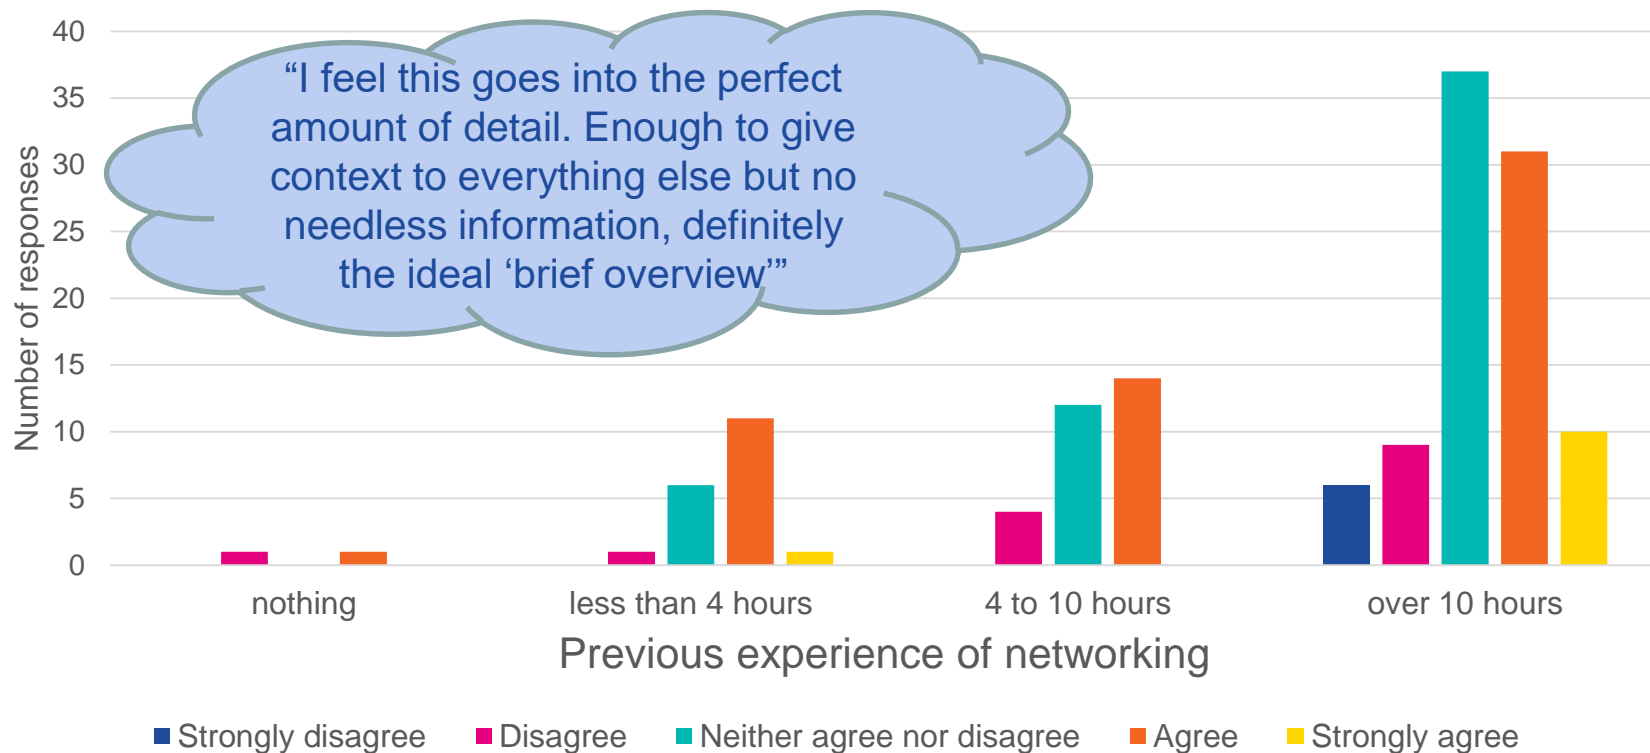 40
35
30
25
20
15
10
5
0
Number of responses
“I feel this goes into the perfect
amount of detail. Enough to give
context to everything else but no
needless information, definitely
the ideal ‘brief overview’”
nothing
less than 4 hours
4 to 10 hours
over 10 hours
Previous experience of networking
Strongly disagree
Disagree
Neither agree nor disagree
Agree
Strongly agree